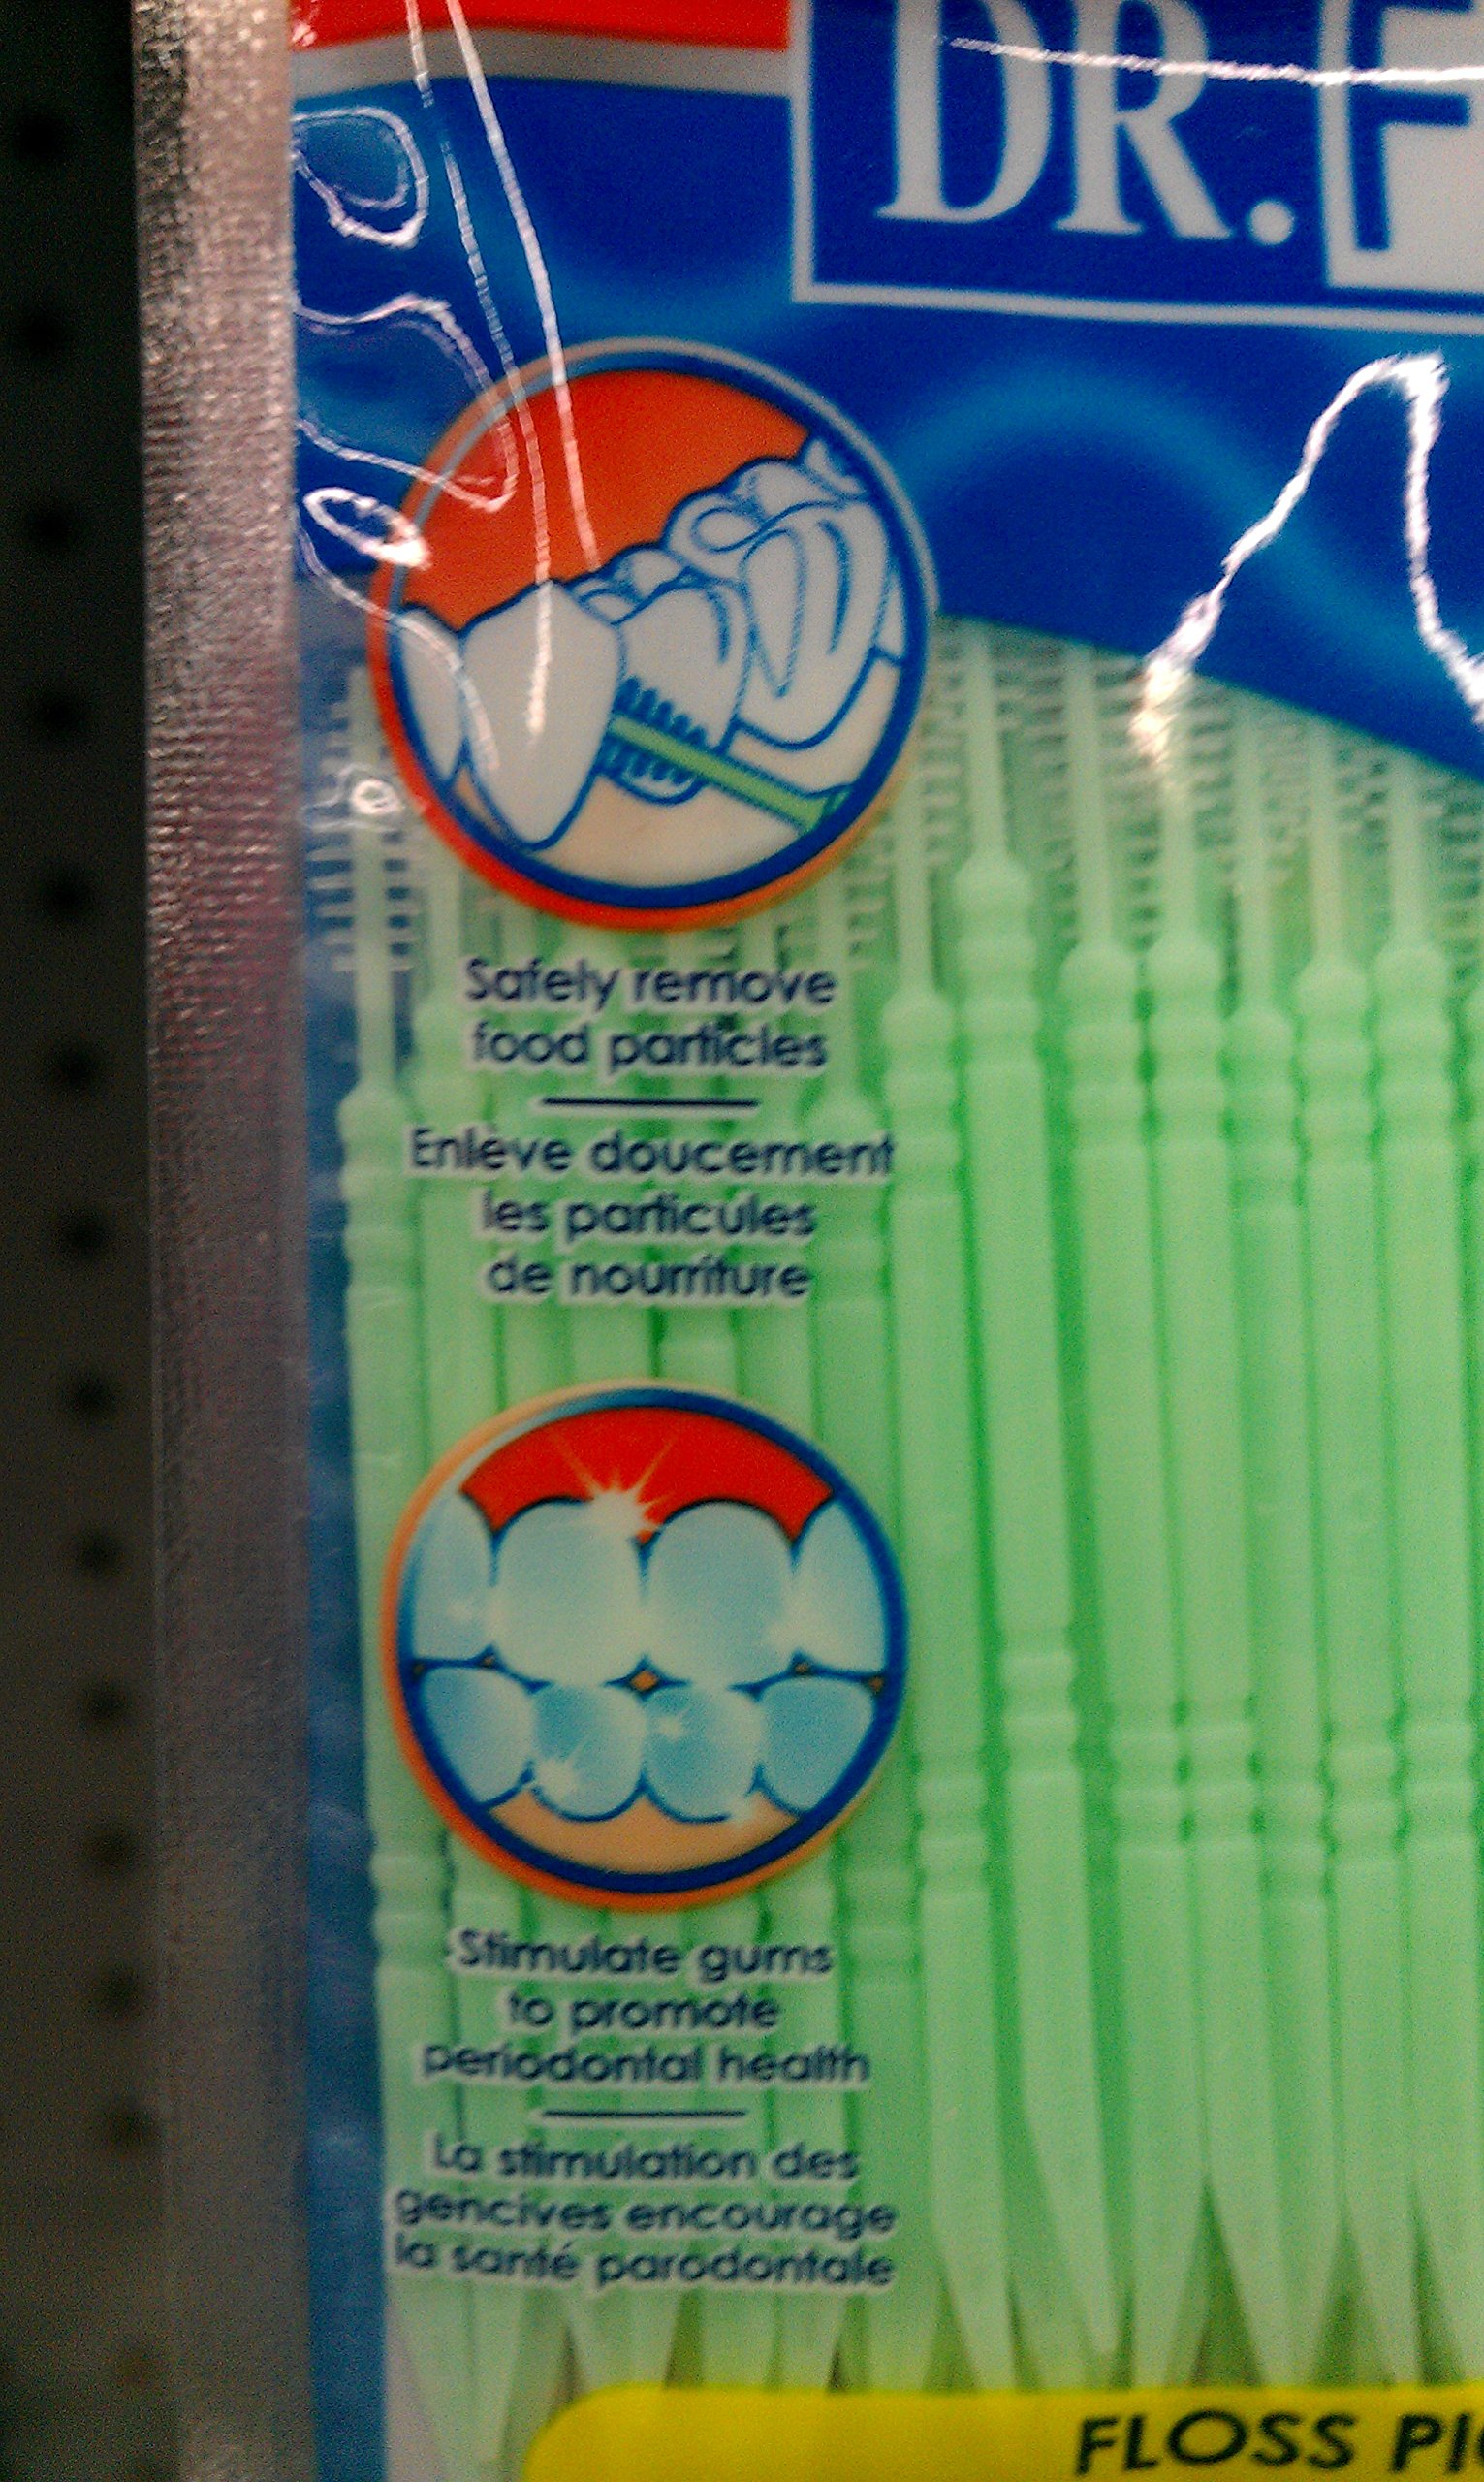 DR.
Safely remove
food particles
Enlève doucement
les particules
de nourriture
Stimulate gums
to promote
periodontal health
La stimulation des
gencives encourage
la santé parodontale
FLOSS